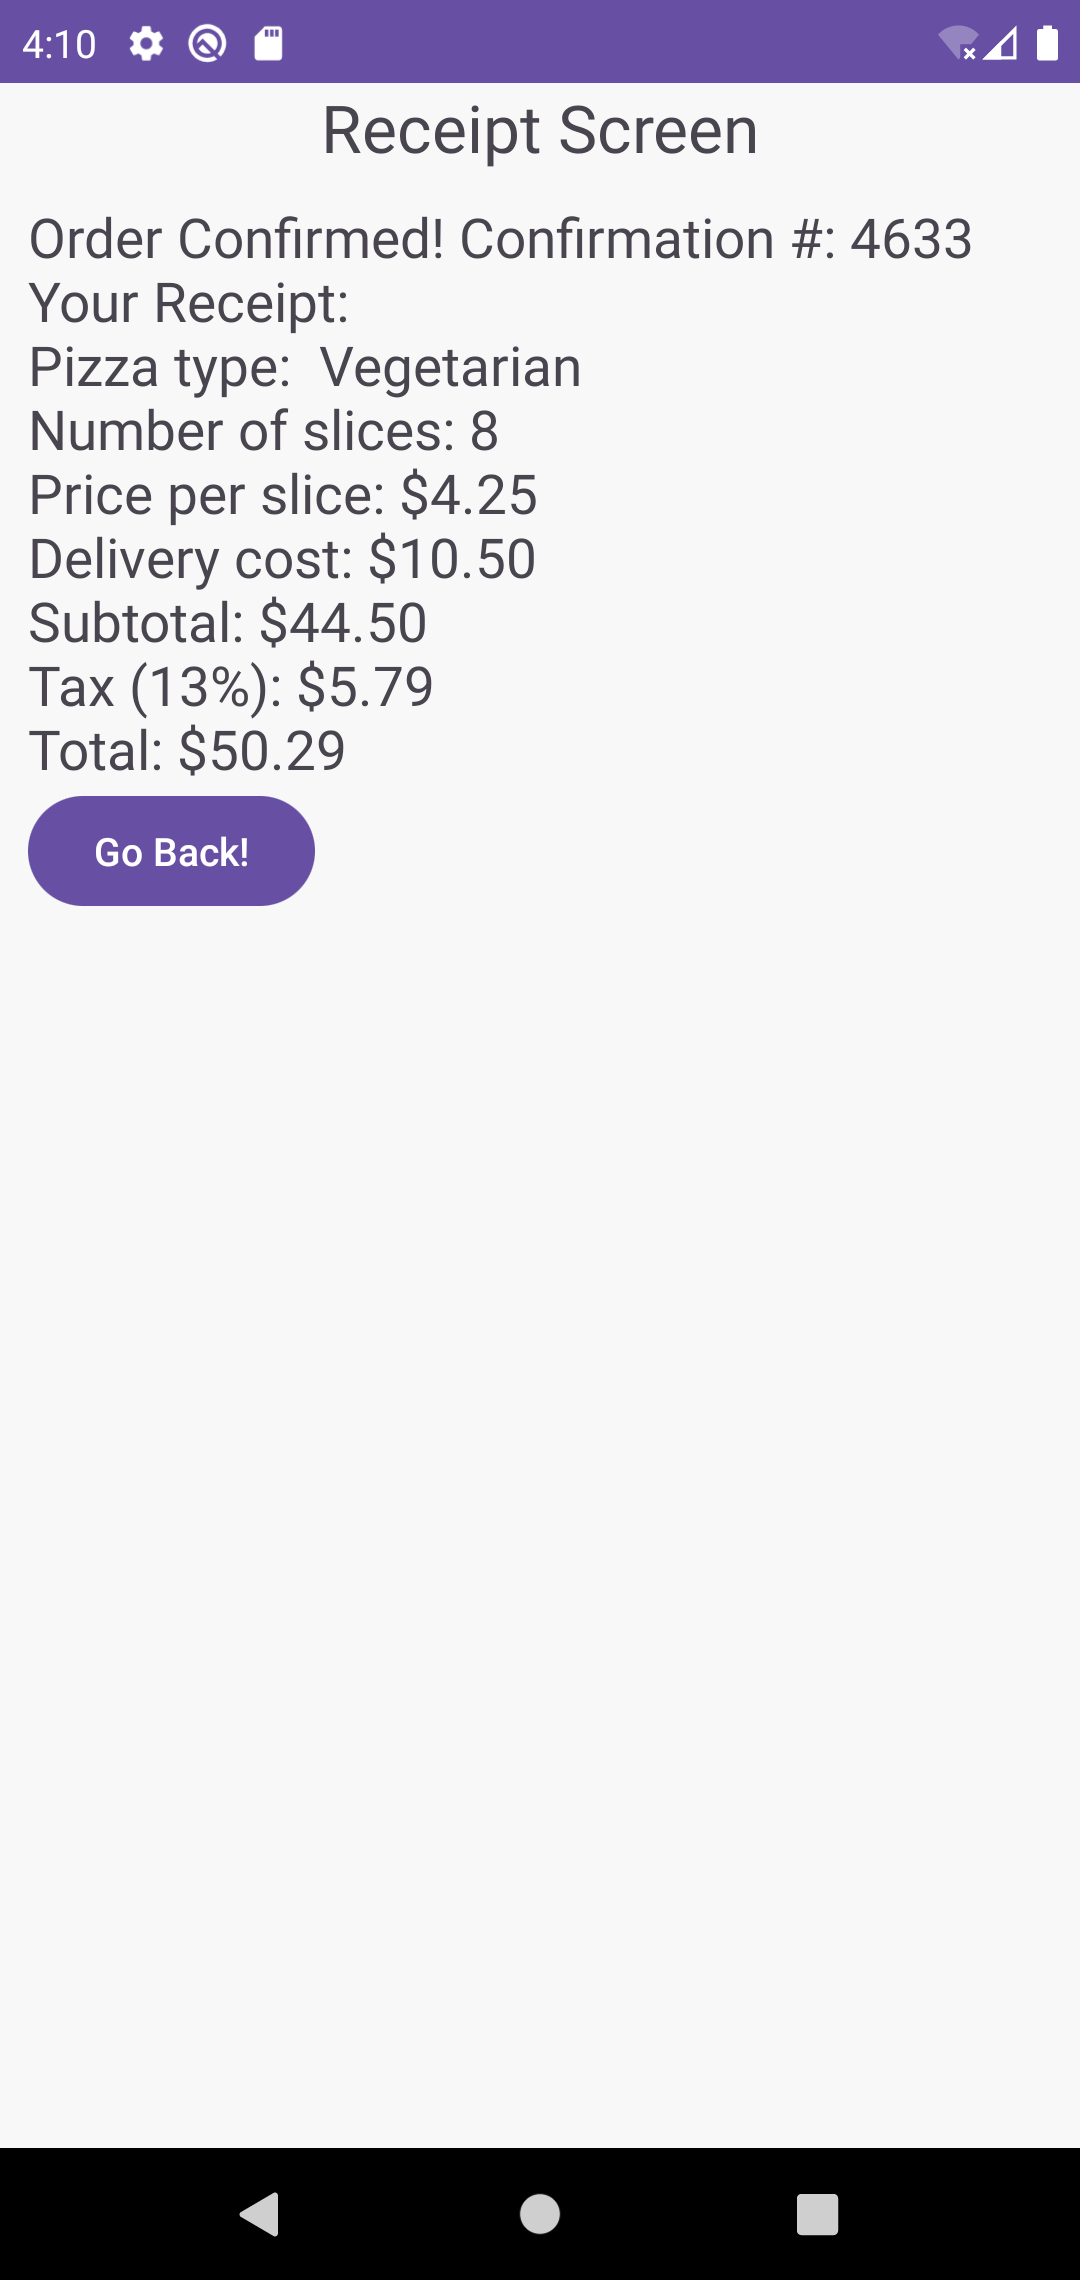 4:10
Receipt Screen
Order Confirmed! Confirmation #: 4633
Your Receipt:
Pizza type:  Vegetarian
Number of slices: 8
Price per slice: $4.25
Delivery cost: $10.50
Subtotal: $44.50
Tax (13%): $5.79
Total: $50.29
Go Back!